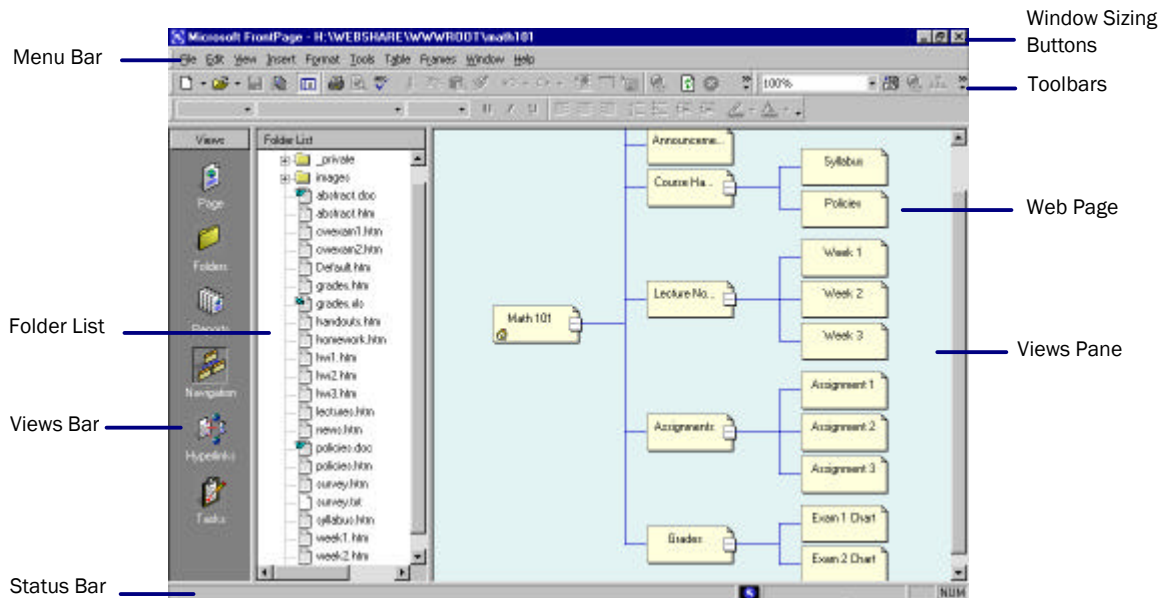 Window Sizing
Buttons
Microsoft FrontPage - H:\WEBSHARE\WWWROOT\math101
Menu Bar
File Edit View Insert Format Tools Table Frames Window Help
Toolbars
100%
Views
Page
Folders
Reports
Navigation
Hyperlinks
Tasks
Folder List
_private
images
abstract.doc
abstract.htm
cwexam1.htm
cwexam2.htm
Default.htm
grades.htm
grades.xls
handouts.htm
homework.htm
hw1.htm
hw2.htm
hw3.htm
lectures.htm
news.htm
policies.doc
policies.htm
survey.htm
survey.txt
syllabus.htm
week1.htm
week2.htm
Math 101
Announceme...
Course Ha...
Syllabus
Policies
Lecture No...
Week 1
Week 2
Week 3
Assignments
Assignment 1
Assignment 2
Assignment 3
Grades
Exam 1 Chart
Exam 2 Chart
Web Page
Folder List
Views Pane
Views Bar
Status Bar
NUM